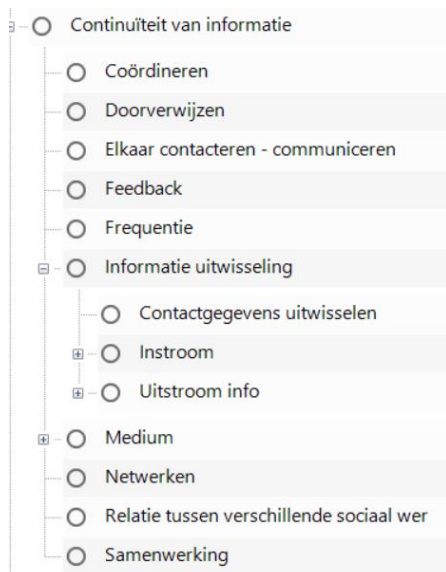 Continuïteit van informatie
Coördineren
Doorverwijzen
Elkaar contacteren - communiceren
Feedback
Frequentie
Informatie uitwisseling
Contactgegevens uitwisselen
Instroom
Uitstroom info
Medium
Netwerken
Relatie tussen verschillende sociaal wer
Samenwerking